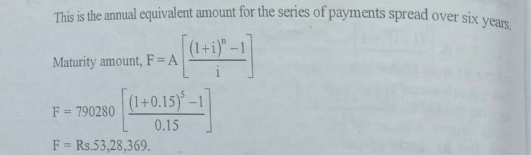 This is the annual equivalent amount for the series of payments spread over six years.
Maturity amount, F = A [((1+i)^n − 1) / i]
F = 790280 [((1+0.15)^5 − 1) / 0.15]
F = Rs.53,28,369.